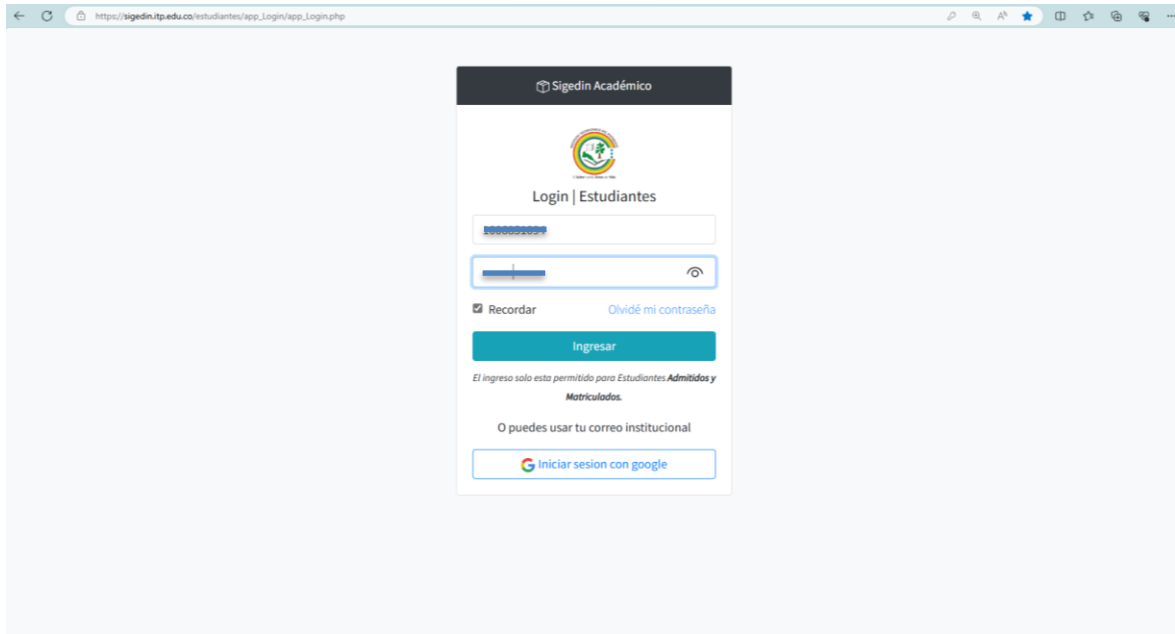 https://sigedin.itp.edu.co/estudiantes/app_Login/app_Login.php
Sigedin Académico
Login | Estudiantes
Recordar
Olvidé mi contraseña
Ingresar
El ingreso solo esta permitido para Estudiantes Admitidos y
Matriculados.
O puedes usar tu correo institucional
Iniciar sesion con google